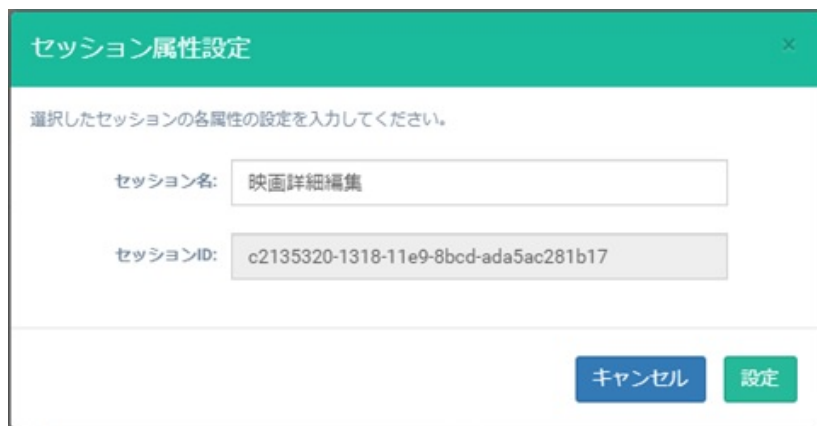 セッション属性設定
×
選択したセッションの各属性の設定を入力してください。
セッション名: 映画詳細編集
セッションID: c2135320-1318-11e9-8bcd-ada5ac281b17
キャンセル 設定